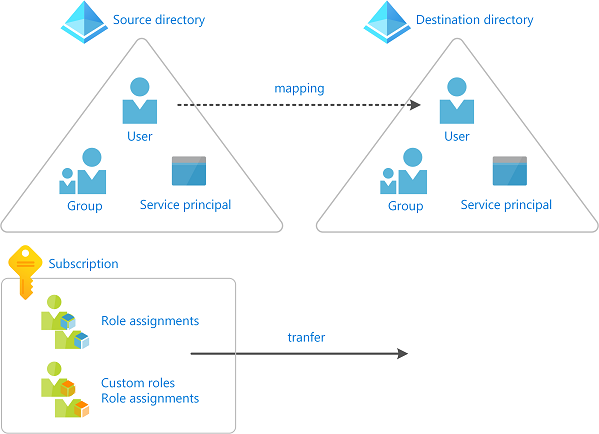 Source directory
Destination directory
mapping
User
User
Group
Service principal
Group
Service principal
Subscription
Role assignments
tranfer
Custom roles
Role assignments